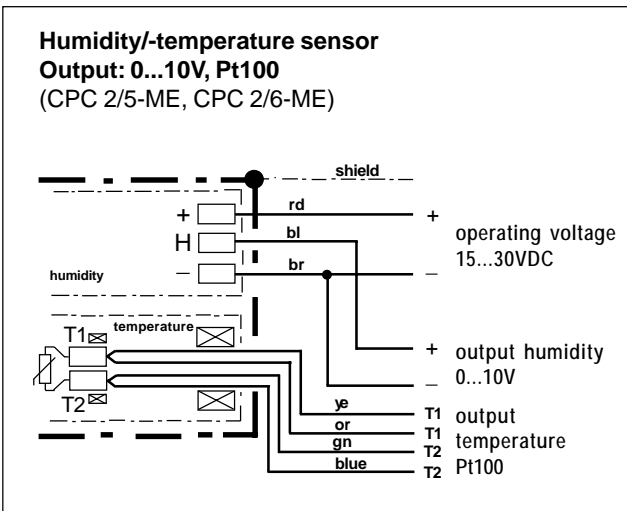 Humidity/-temperature sensor
Output: 0...10V, Pt100
(CPC 2/5-ME, CPC 2/6-ME)
shield
+ rd +
H bl
operating voltage
15...30VDC
– br –
humidity
T1 temperature
+ output humidity
0...10V
–
T2
ye T1 output
or T1
temperature
gn T2
blue T2 Pt100